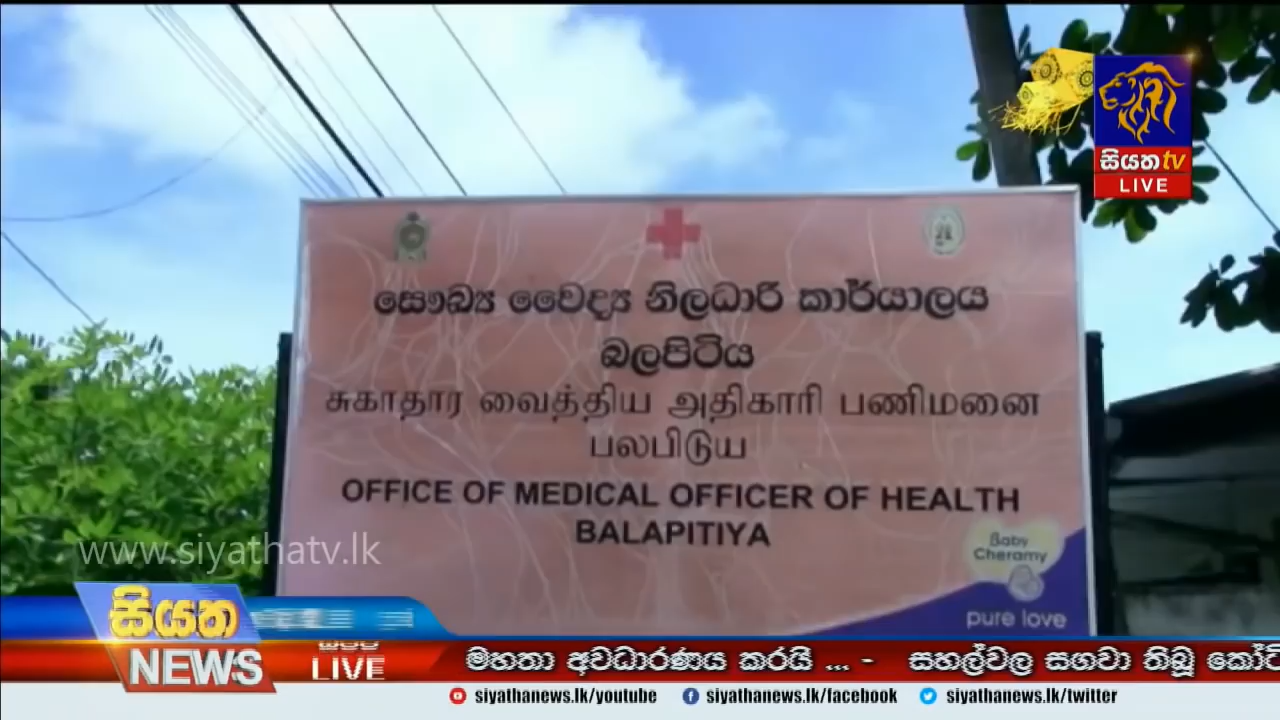 සියත tv
LIVE
සෞඛ්‍ය වෛද්‍ය නිලධාරි කාර්යාලය
බලපිටිය
சுகாதார வைத்திய அதிகாரி பணிமனை
பலபிடுய
OFFICE OF MEDICAL OFFICER OF HEALTH
BALAPITIYA
Baby
Cheramy
pure love
www.siyathatv.lk
සියත
NEWS
LIVE
මහතා අවධාරණය කරයි ... - සහල්වල සඟවා තිබූ
siyathanews.lk/youtube siyathanews.lk/facebook siyathanews.lk/twitter